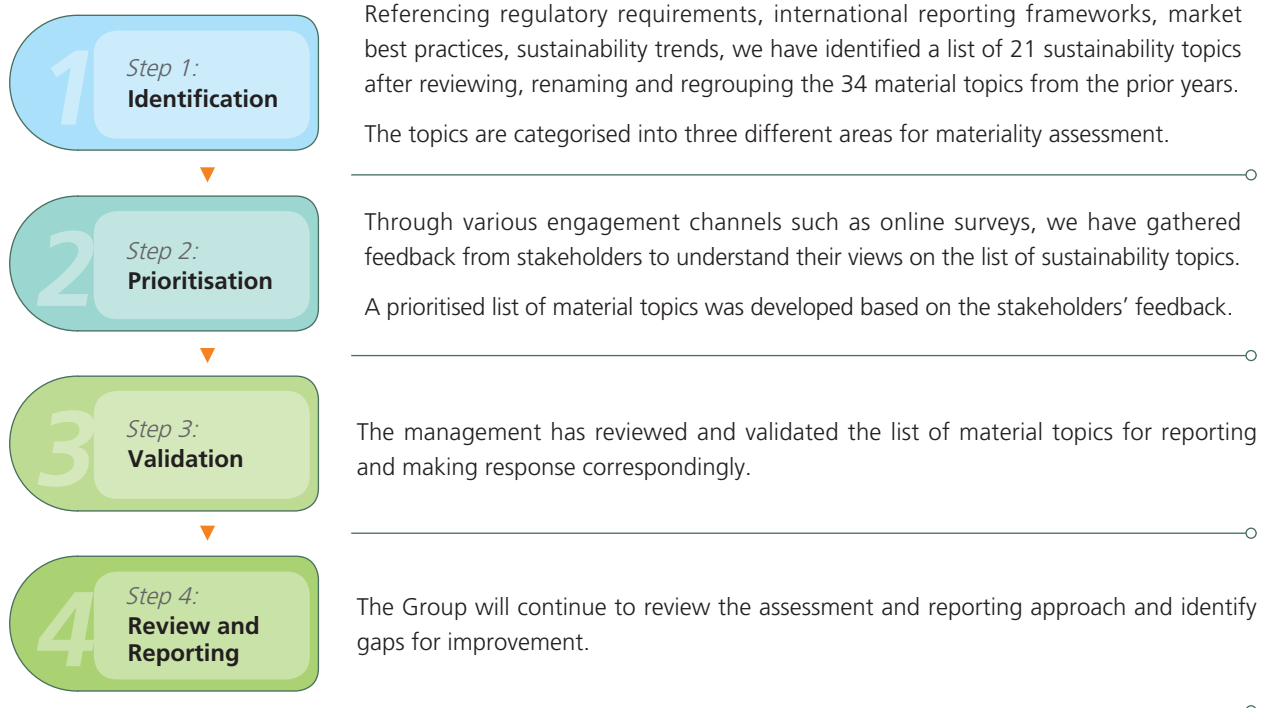 1
Step 1:
Identification
Referencing regulatory requirements, international reporting frameworks, market
best practices, sustainability trends, we have identified a list of 21 sustainability topics
after reviewing, renaming and regrouping the 34 material topics from the prior years.
The topics are categorised into three different areas for materiality assessment.
2
Step 2:
Prioritisation
Through various engagement channels such as online surveys, we have gathered
feedback from stakeholders to understand their views on the list of sustainability topics.
A prioritised list of material topics was developed based on the stakeholders’ feedback.
3
Step 3:
Validation
The management has reviewed and validated the list of material topics for reporting
and making response correspondingly.
4
Step 4:
Review and
Reporting
The Group will continue to review the assessment and reporting approach and identify
gaps for improvement.